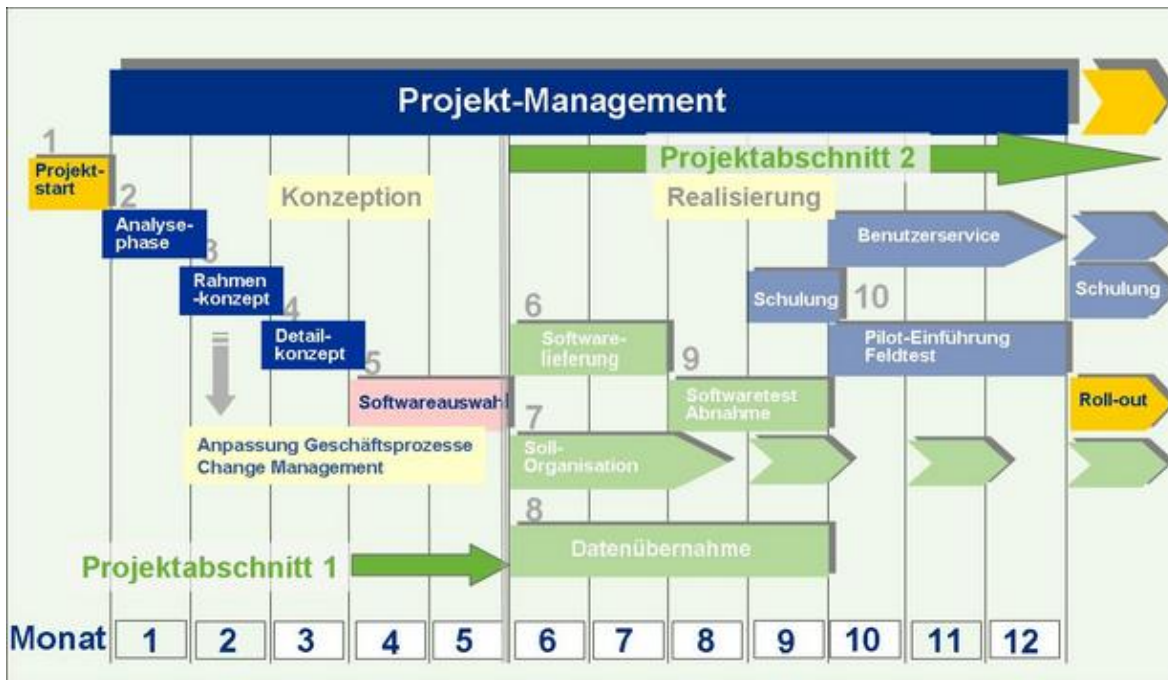 Projekt-Management
1
Projekt-
start
Projektabschnitt 2
2
Konzeption
Realisierung
Analyse-
phase
Benutzerservice
3
Rahmen
-konzept
Schulung
10
Schulung
4
Detail-
konzept
6
Software-
lieferung
Pilot-Einführung
Feldtest
5
Softwareauswahl
9
Softwaretest
Abnahme
Roll-out
Anpassung Geschäftsprozesse
Change Management
7
Soll-
Organisation
8
Datenübernahme
Projektabschnitt 1
Monat 1 2 3 4 5 6 7 8 9 10 11 12